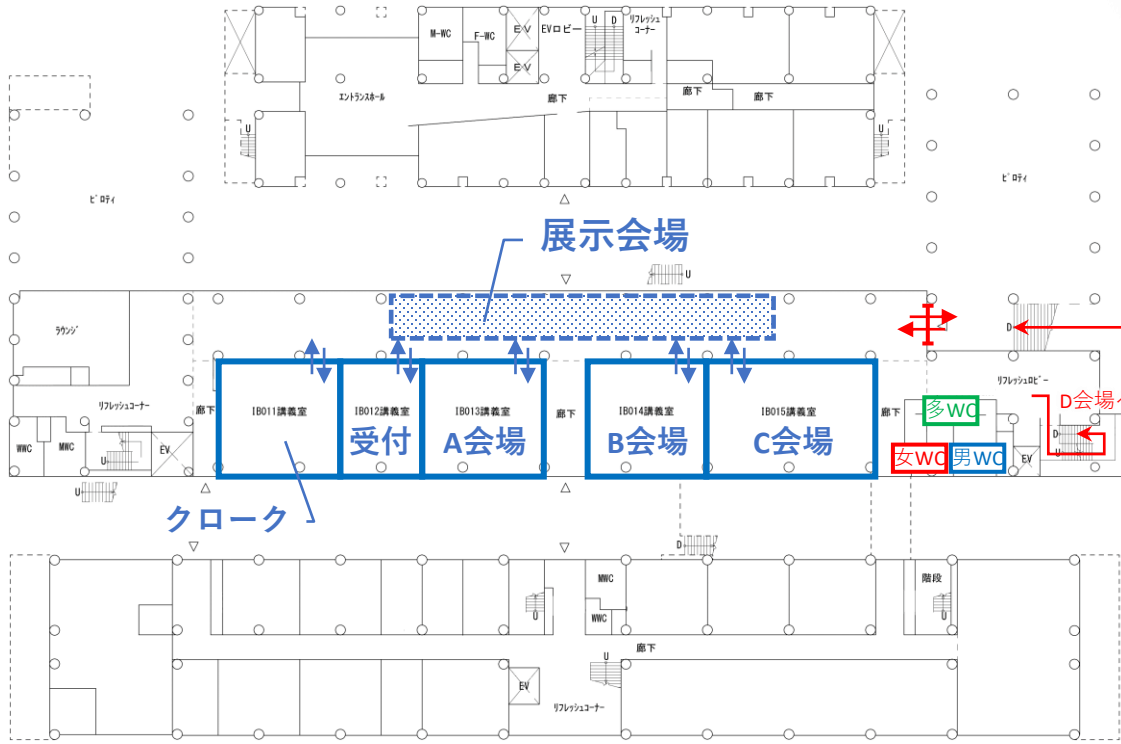 M-WC
F-WC
EV
EV
EVロビー
U
D
リフレッシュ
コーナー
エントランスホール
廊下
廊下
廊下
U
U
ピロティ
ピロティ
展示会場
U
ラウンジ
D
リフレッシュコーナー
廊下
IB011講義室
IB012講義室
受付
IB013講義室
A会場
廊下
IB014講義室
B会場
IB015講義室
C会場
廊下
リフレッシュロビー
D会場へ
多WC
女WC
男WC
D
U
EV
WWC
MWC
U
EV
U
クローク
D
MWC
WWC
U
階段
U
廊下
U
EV
リフレッシュコーナー